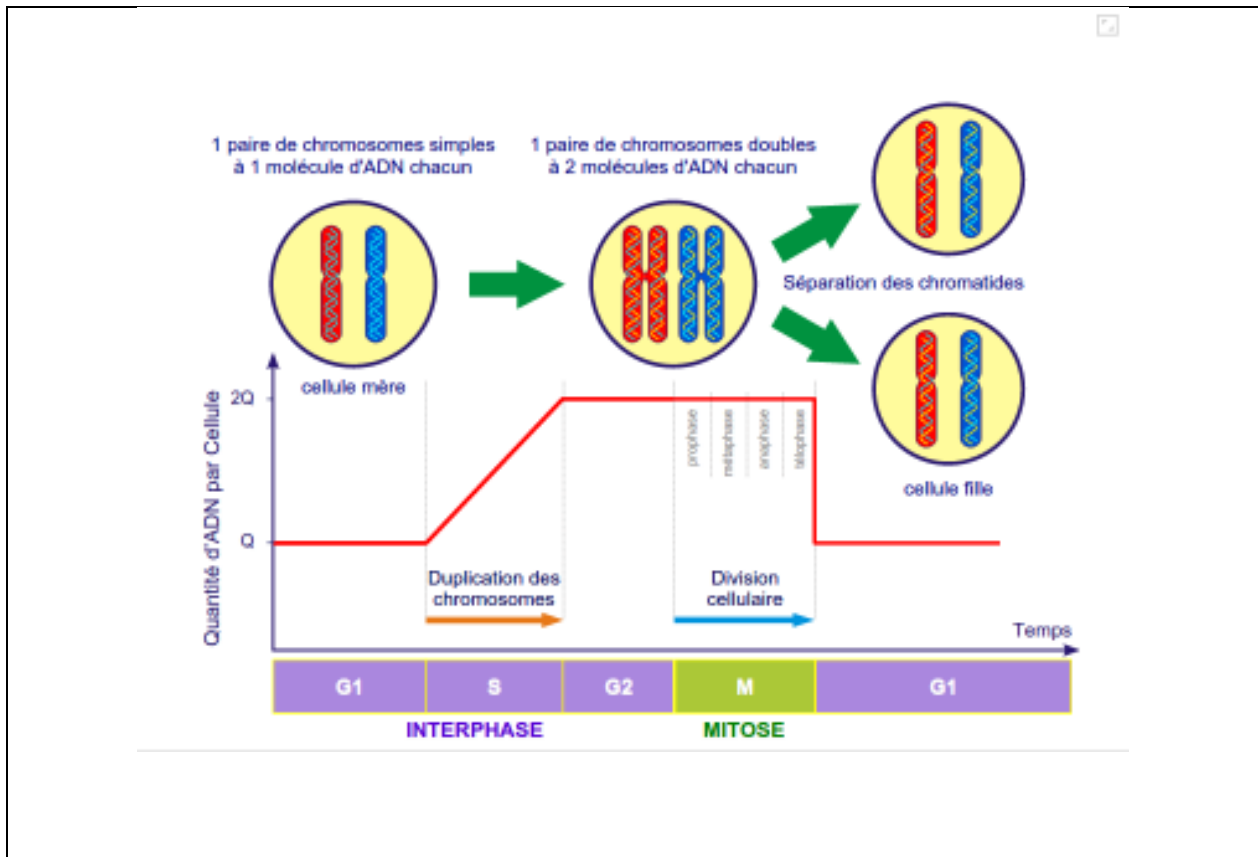 1 paire de chromosomes simples
à 1 molécule d'ADN chacun
1 paire de chromosomes doubles
à 2 molécules d'ADN chacun
Séparation des chromatides
cellule mère
cellule fille
Quantité d'ADN par Cellule
2Q
Q
prophase
métaphase
anaphase
télophase
Duplication des
chromosomes
Division
cellulaire
Temps
G1
S
G2
M
G1
INTERPHASE
MITOSE